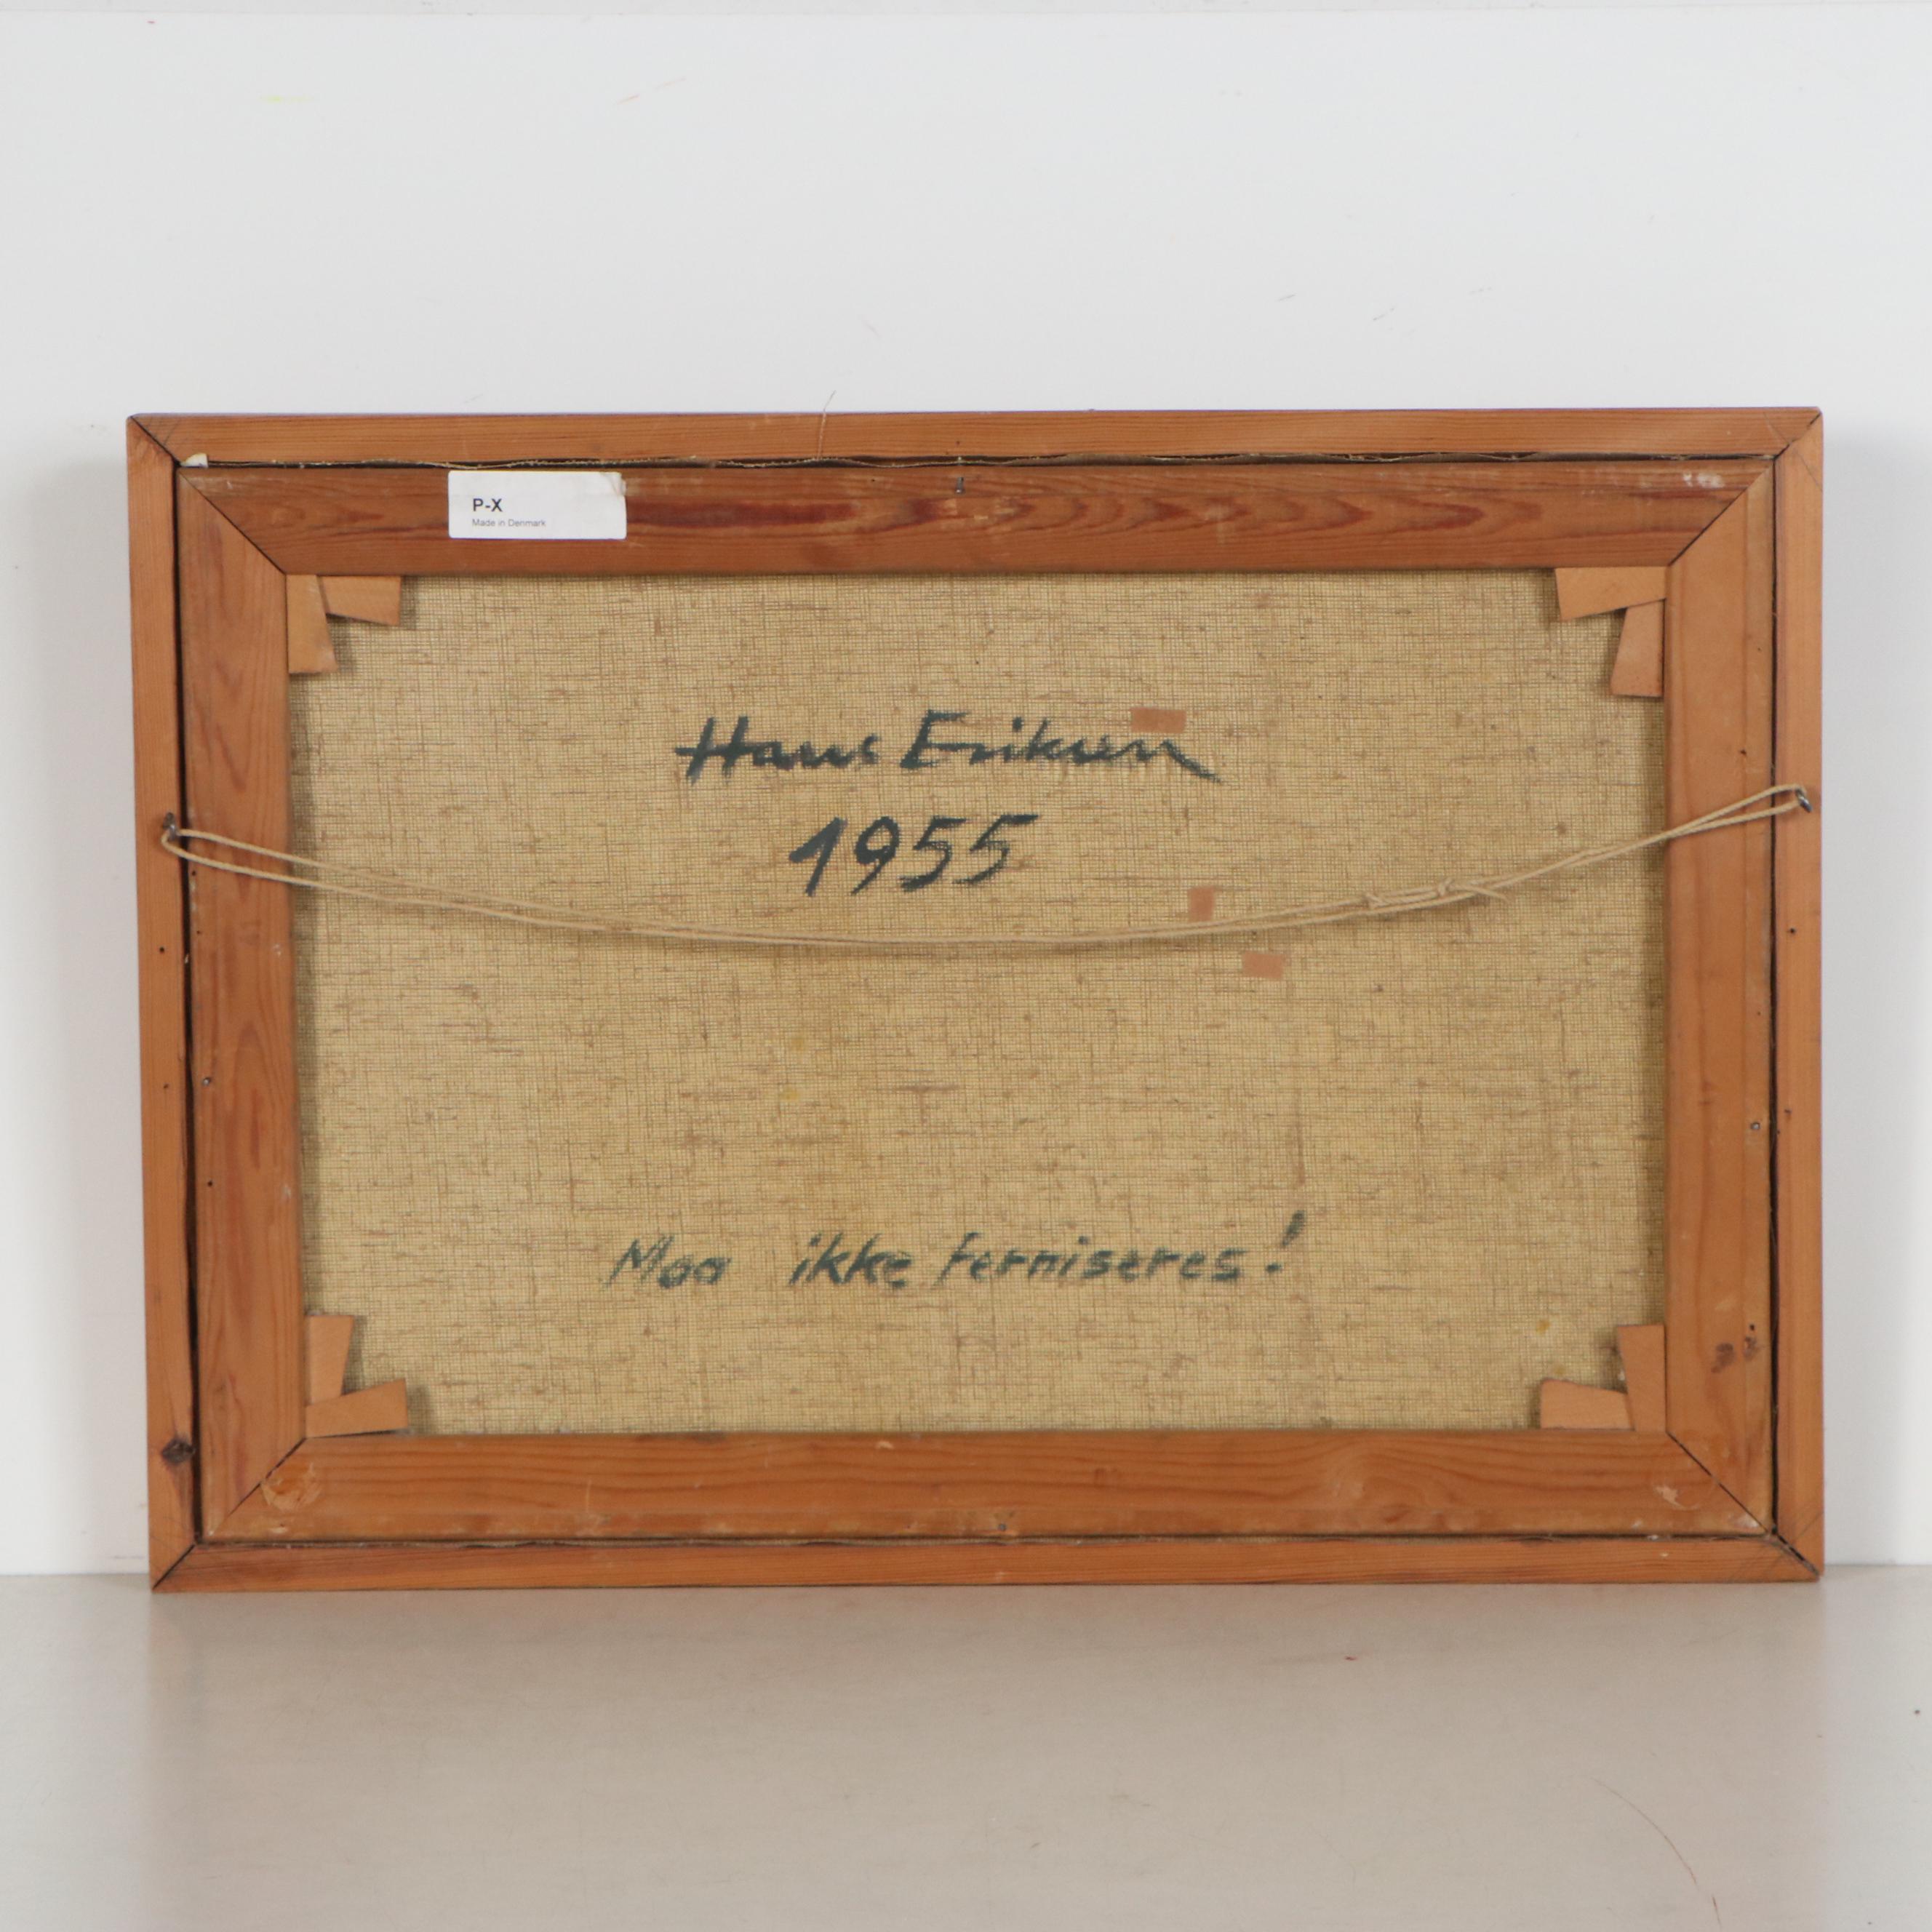 P-X
Made in Denmark
Hans Eriksen
1955
Maa ikke ferniseres!